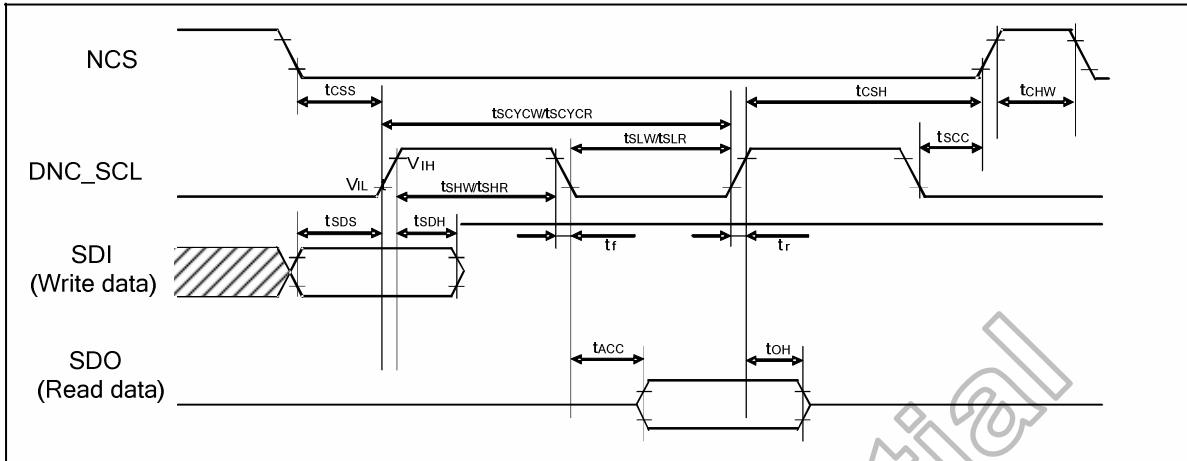 NCS
tCSS
tSCYCW/tSCYCR
tCSH
tCHW
tSLW/tSLR
tSCC
DNC_SCL
VIL
VIH
tSHW/tSHR
tSDS
tSDH
tf
tr
SDI
(Write data)
SDO
(Read data)
tACC
tOH